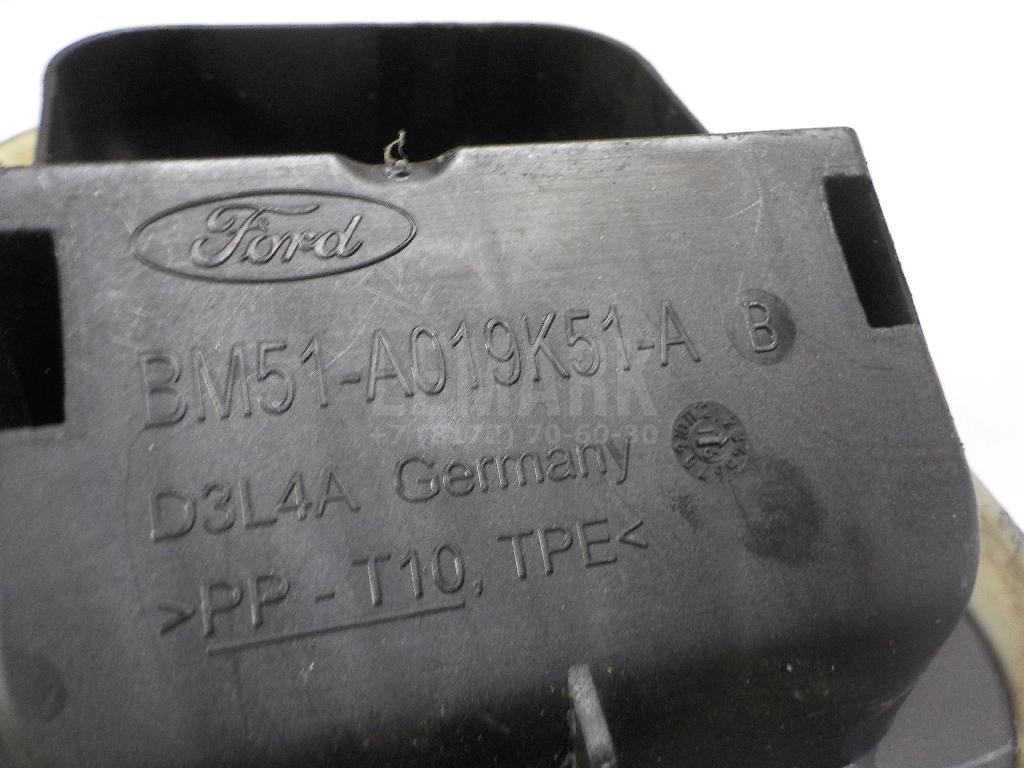 Ford
BM51-A019K51-A B
D3L4A Germany
>PP - T10, TPE<